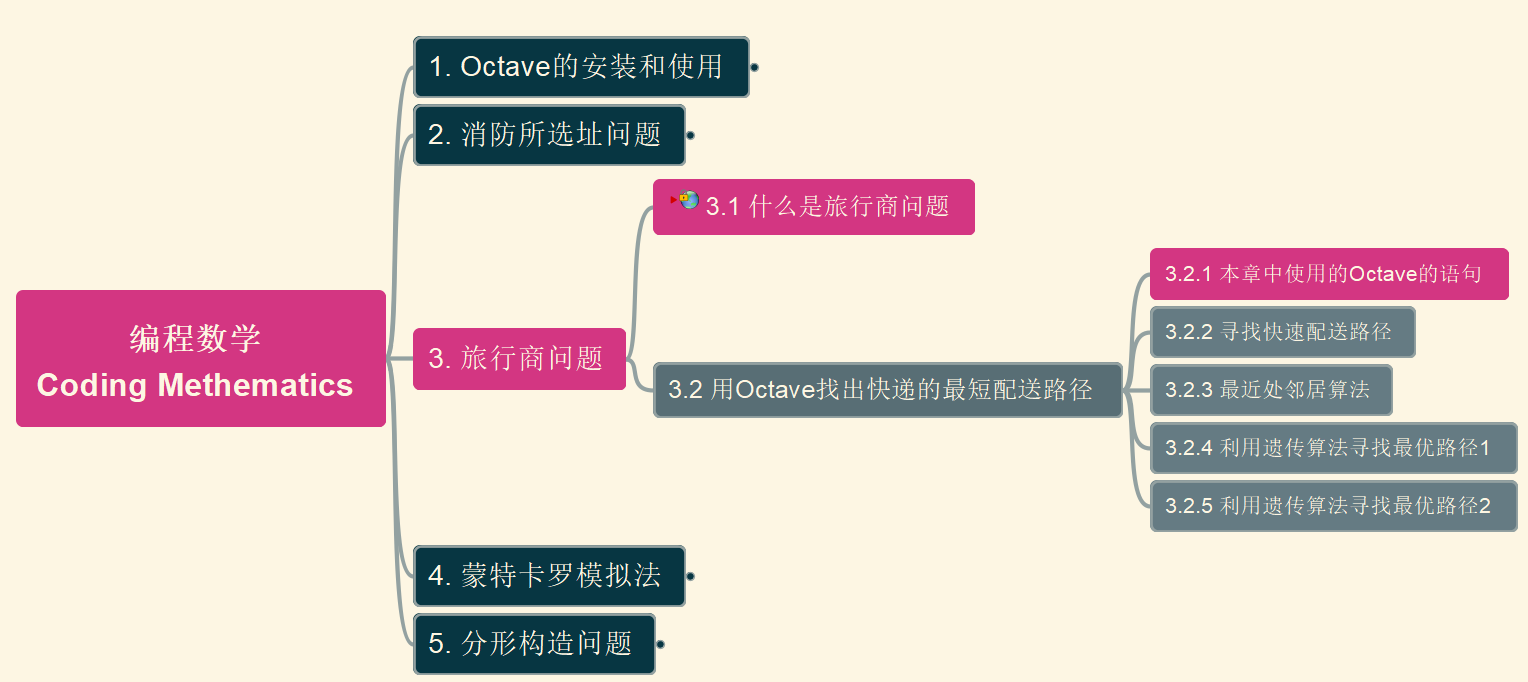 编程数学
Coding Methematics
1. Octave的安装和使用
2. 消防所选址问题
3. 旅行商问题
3.1 什么是旅行商问题
3.2 用Octave找出快递的最短配送路径
3.2.1 本章中使用的Octave的语句
3.2.2 寻找快速配送路径
3.2.3 最近处邻居算法
3.2.4 利用遗传算法寻找最优路径1
3.2.5 利用遗传算法寻找最优路径2
4. 蒙特卡罗模拟法
5. 分形构造问题